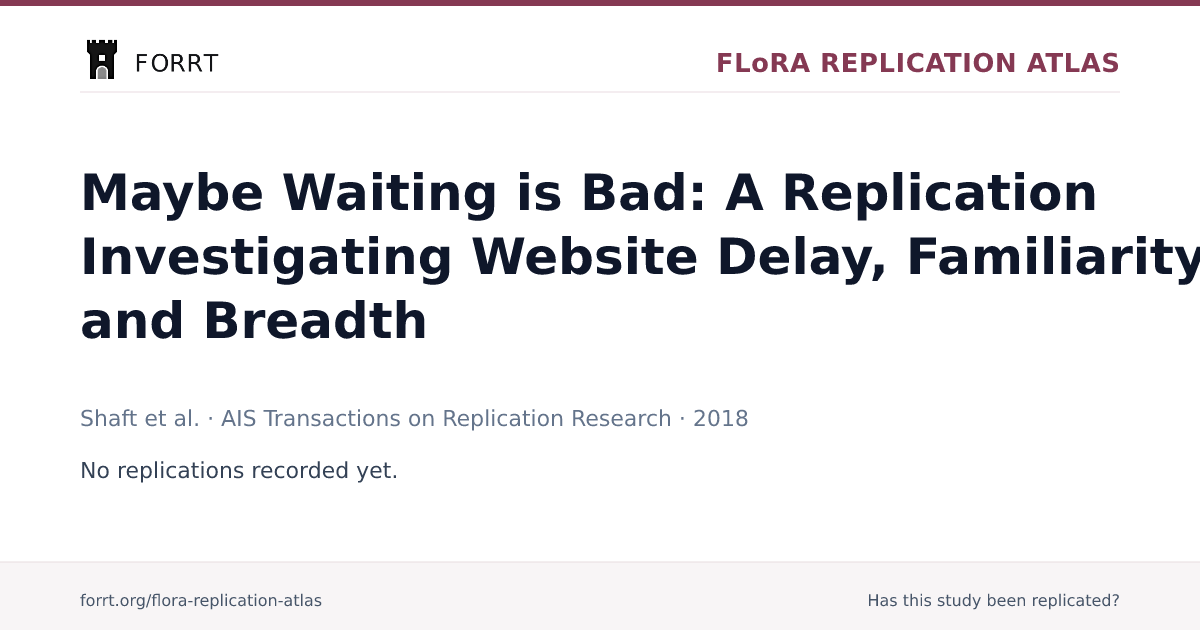 FORRT
FLoRA REPLICATION ATLAS
Maybe Waiting is Bad: A Replication
Investigating Website Delay, Familiarity
and Breadth
Shaft et al. · AIS Transactions on Replication Research · 2018
No replications recorded yet.
forrt.org/flora-replication-atlas
Has this study been replicated?